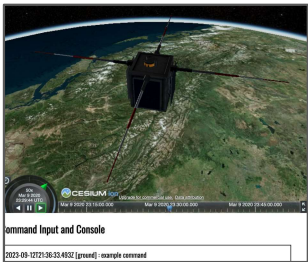 50x
Mar 9 2020
23:29:44 UTC
CESIUM ion
Upgrade for commercial use. Data attribution
Mar 9 2020 23:15:00.000
Mar 9 2020 23:30:00.000
Mar 9 2020 23:45:00.000
ommand Input and Console
2023-09-12T21:36:33.493Z [ground] : example command